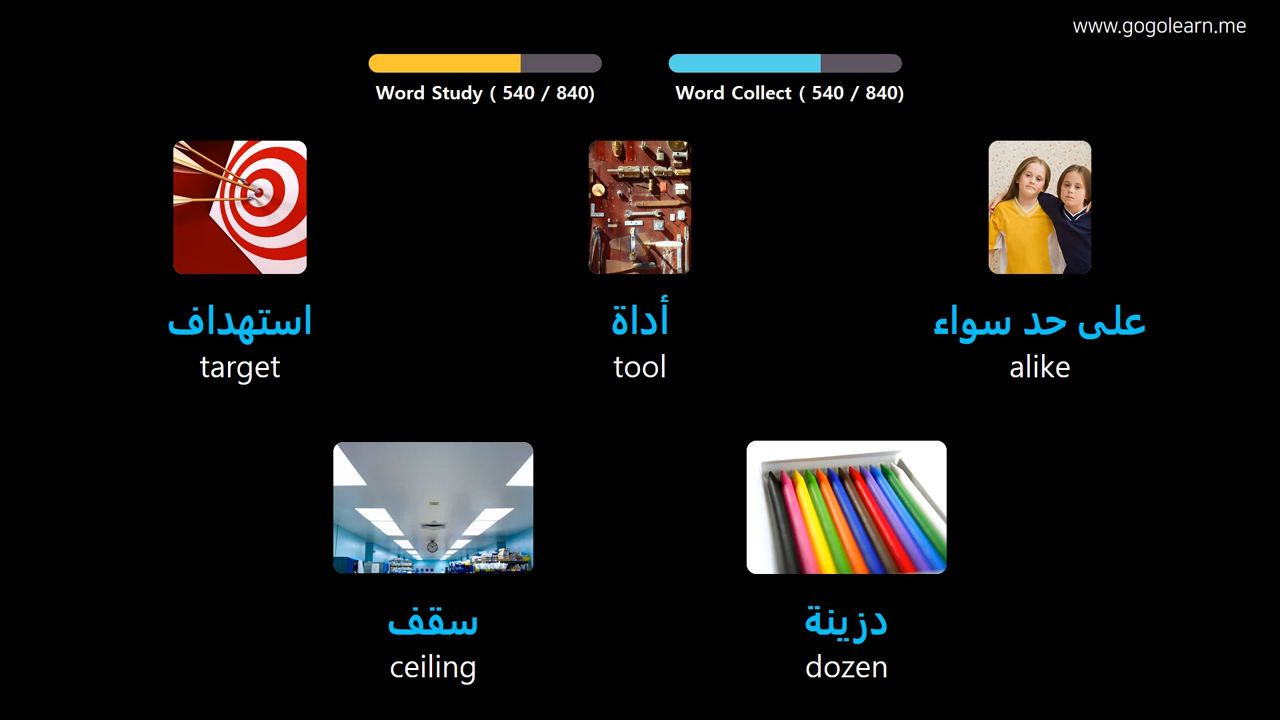 www.gogolearn.me
Word Study ( 540 / 840)
Word Collect ( 540 / 840)
استهداف
target
أداة
tool
على حد سواء
alike
سقف
ceiling
دزينة
dozen